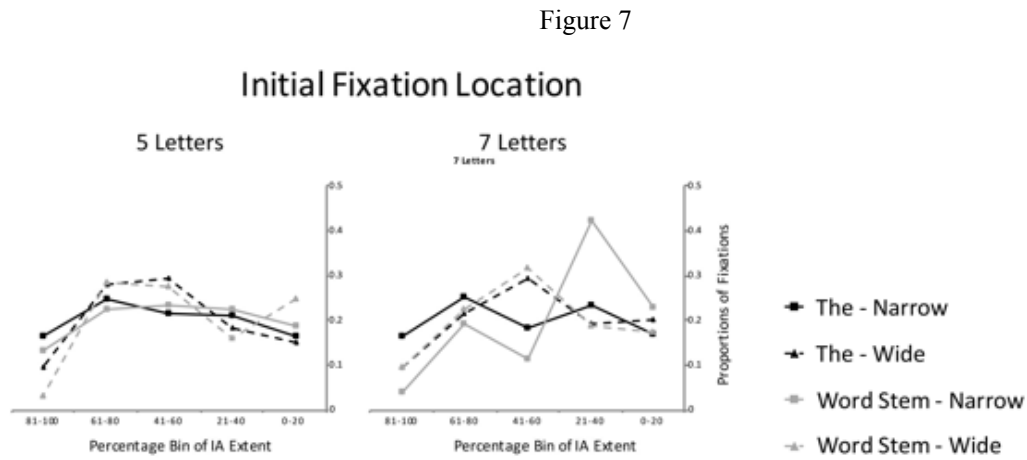 Figure 7
Initial Fixation Location
5 Letters
7 Letters
7 Letters
0.5
0.4
0.3
0.2
0.1
0
81-100 61-80 41-60 21-40 0-20
Percentage Bin of IA Extent
0.5
0.4
0.3
0.2
0.1
0
Proportions of Fixations
81-100 61-80 41-60 21-40 0-20
Percentage Bin of IA Extent
The - Narrow
The - Wide
Word Stem - Narrow
Word Stem - Wide